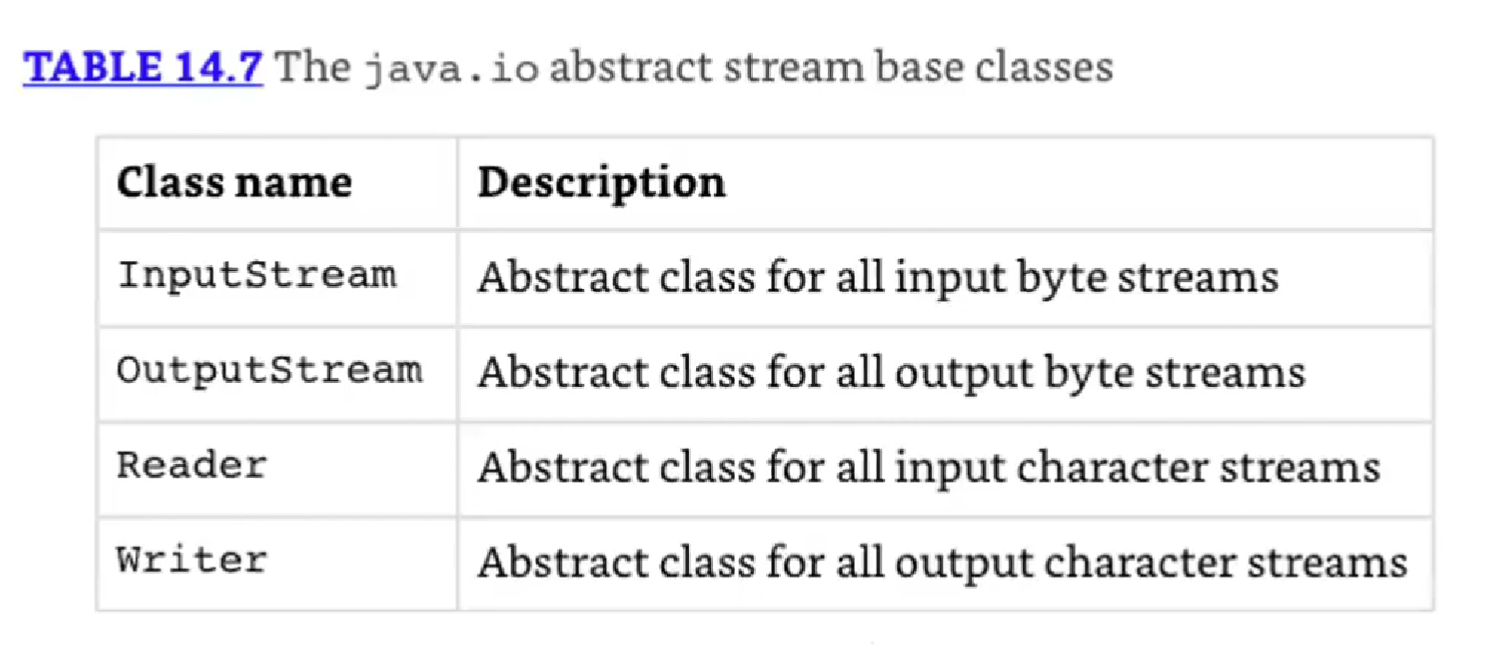 TABLE 14.7 The java.io abstract stream base classes
Class name Description
InputStream Abstract class for all input byte streams
OutputStream Abstract class for all output byte streams
Reader Abstract class for all input character streams
Writer Abstract class for all output character streams